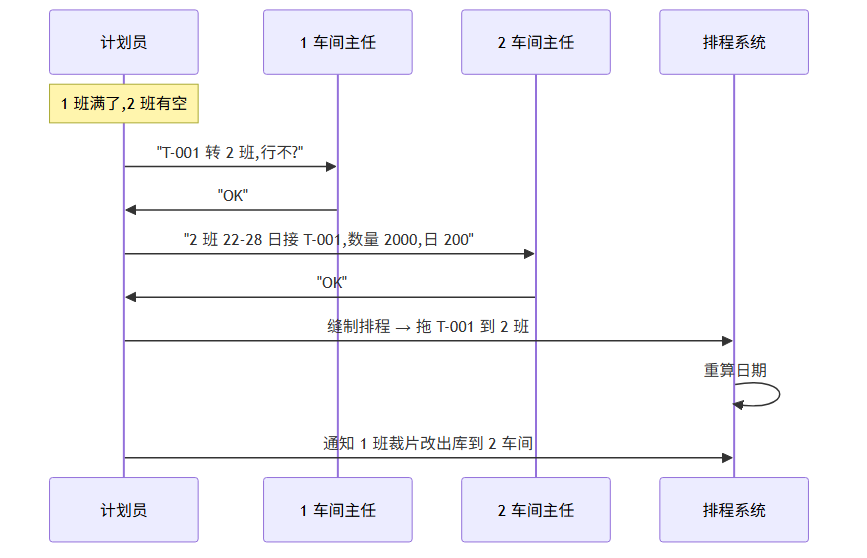 计划员
1 车间主任
2 车间主任
排程系统
1 班满了,2 班有空
"T-001 转 2 班,行不?"
"OK"
"2 班 22-28 日接 T-001,数量 2000,日 200"
"OK"
缝制排程 → 拖 T-001 到 2 班
重算日期
通知 1 班裁片改出库到 2 车间
计划员
1 车间主任
2 车间主任
排程系统